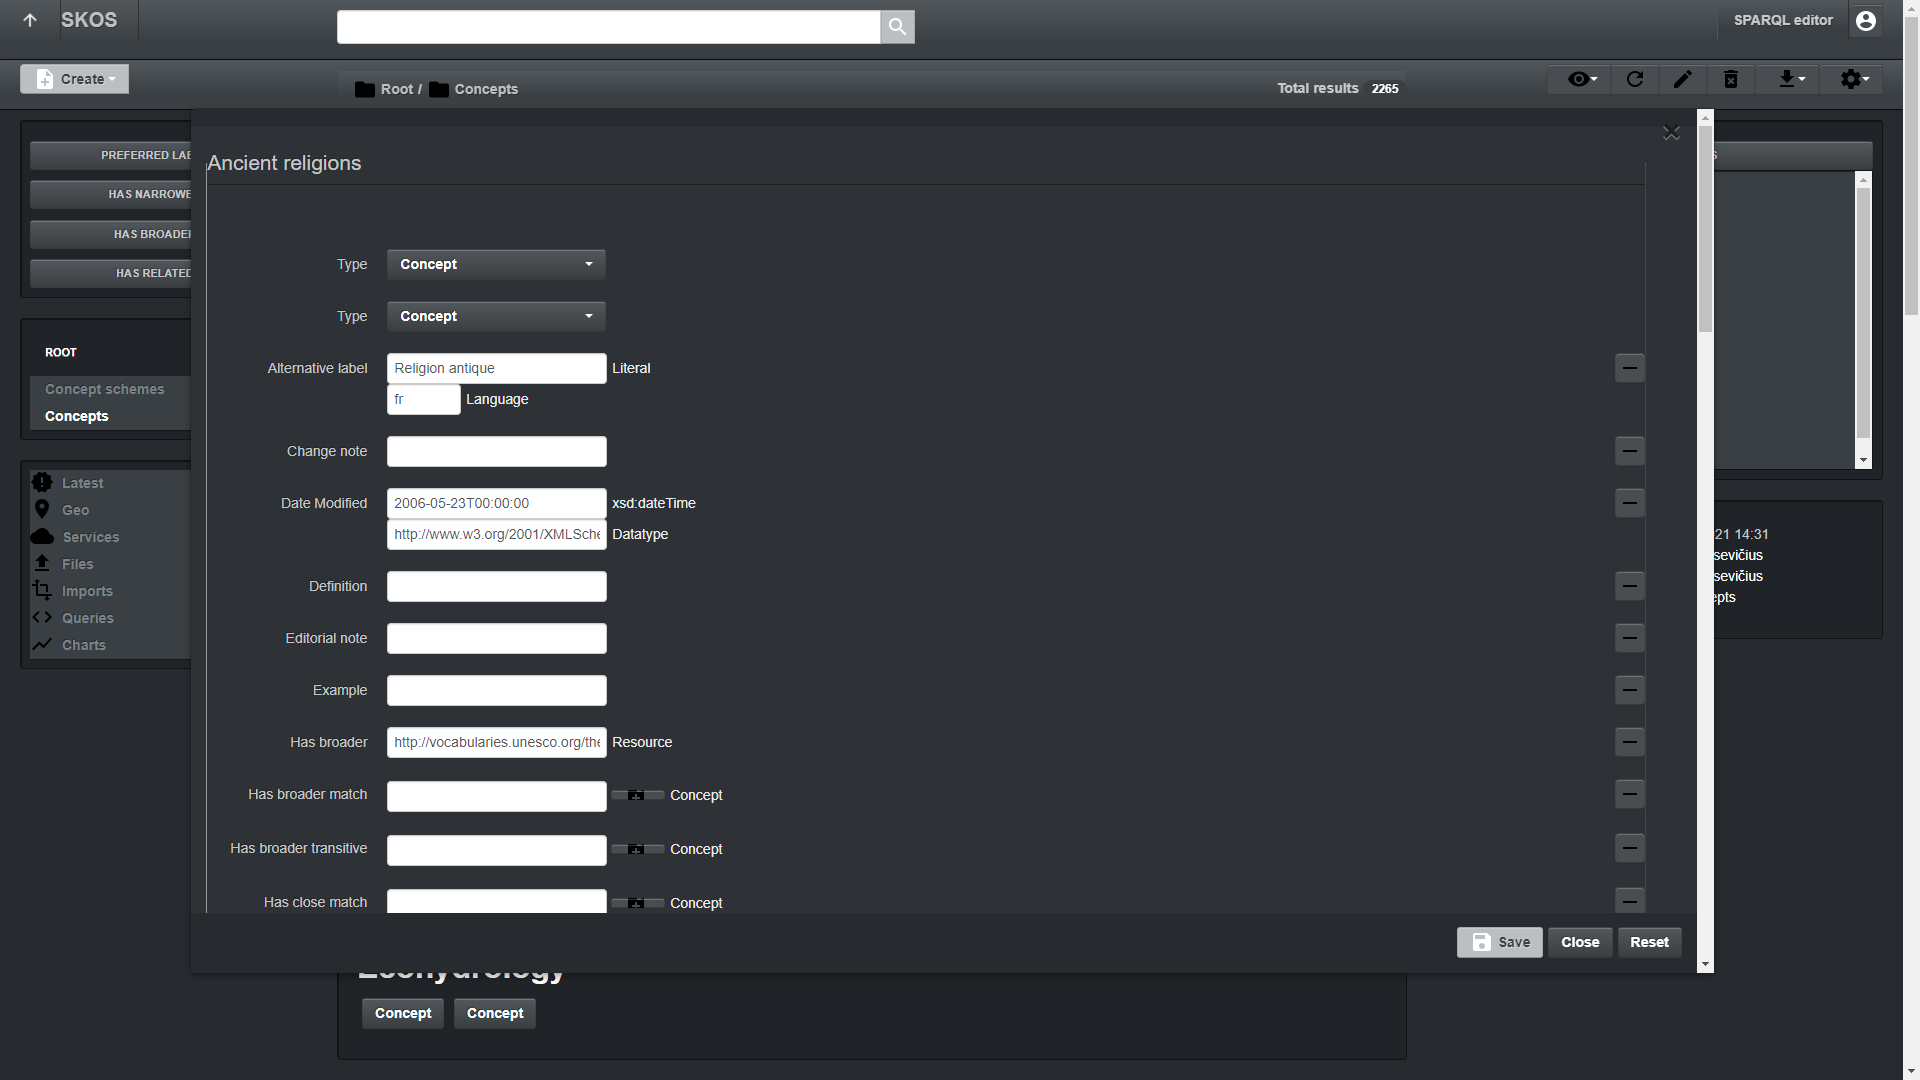 SKOS
SPARQL editor
Create
Root / Concepts
Total results 2265
PREFERRED
HAS
HAS
HAS RELATED
ROOT
Concept schemes
Concepts
Latest
Geo
Services
Files
Imports
Queries
Charts
Ancient religions
Type Concept
Type Concept
Alternative label Religion antique Literal
fr Language
Change note
Date Modified 2006-05-23T00:00:00 xsd:dateTime
http://www.w3.org/2001/XMLSche Datatype
Definition
Editorial note
Example
Has broader http://vocabularies.unesco.org/the Resource
Has broader match Concept
Has broader transitive Concept
Has close match Concept
21 14:31
sevičius
sevičius
epts
Save Close Reset
Ecohydrology
Concept Concept